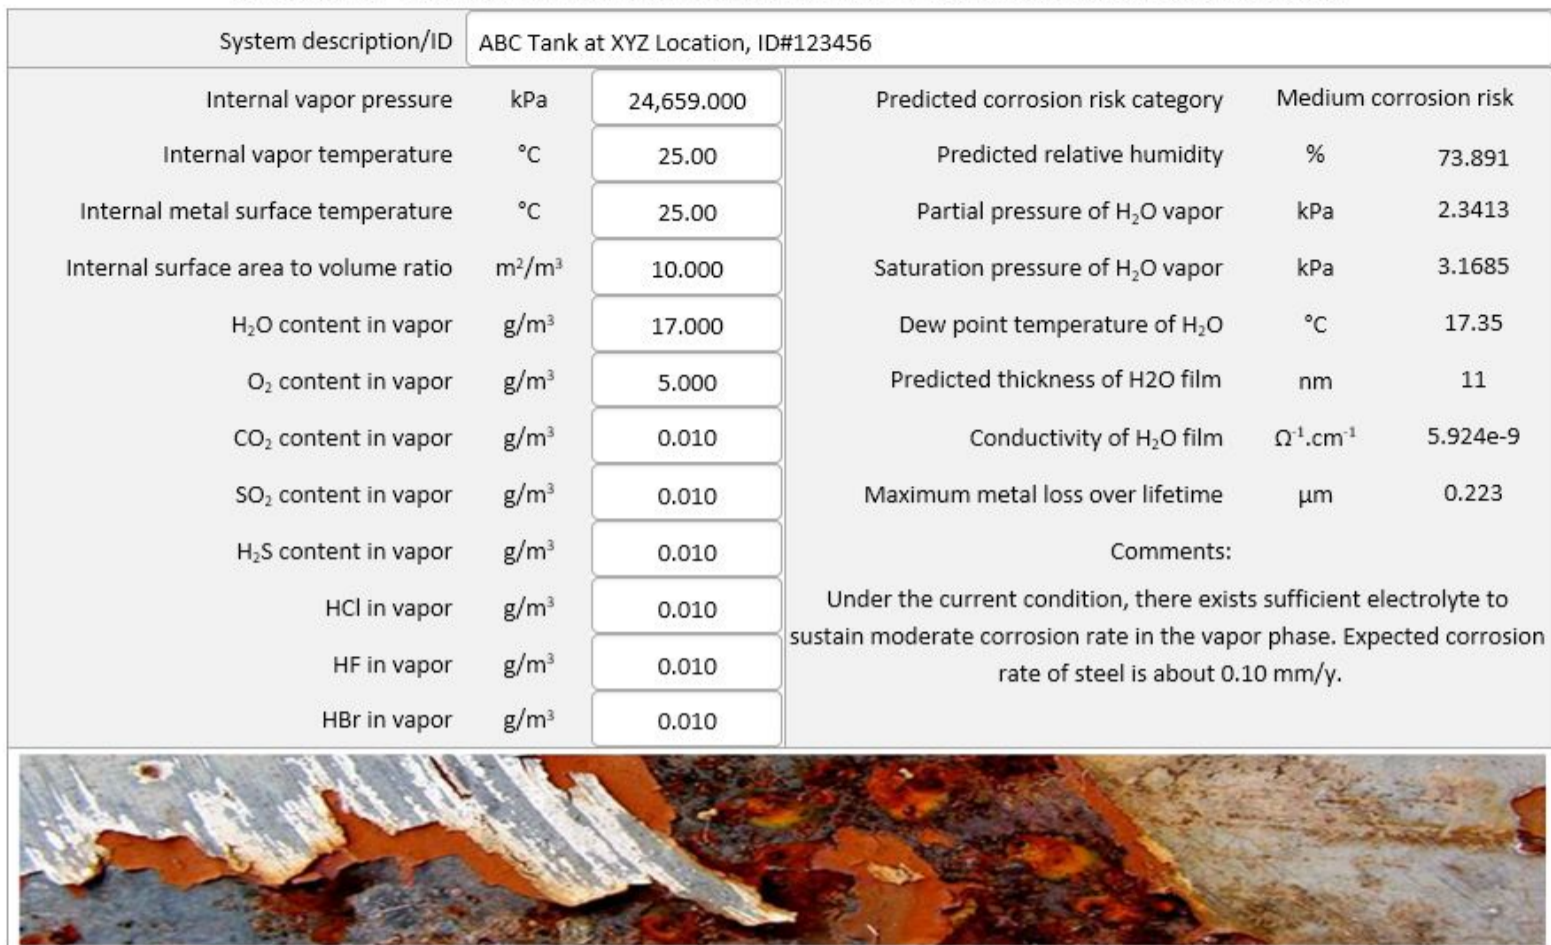 System description/ID ABC Tank at XYZ Location, ID#123456
Internal vapor pressure kPa 24,659.000 Predicted corrosion risk category Medium corrosion risk
Internal vapor temperature °C 25.00 Predicted relative humidity % 73.891
Internal metal surface temperature °C 25.00 Partial pressure of H₂O vapor kPa 2.3413
Internal surface area to volume ratio m²/m³ 10.000 Saturation pressure of H₂O vapor kPa 3.1685
H₂O content in vapor g/m³ 17.000 Dew point temperature of H₂O °C 17.35
O₂ content in vapor g/m³ 5.000 Predicted thickness of H2O film nm 11
CO₂ content in vapor g/m³ 0.010 Conductivity of H₂O film Ω⁻¹.cm⁻¹ 5.924e-9
SO₂ content in vapor g/m³ 0.010 Maximum metal loss over lifetime µm 0.223
H₂S content in vapor g/m³ 0.010 Comments:
HCl in vapor g/m³ 0.010 Under the current condition, there exists sufficient electrolyte to
sustain moderate corrosion rate in the vapor phase. Expected corrosion
HF in vapor g/m³ 0.010 rate of steel is about 0.10 mm/y.
HBr in vapor g/m³ 0.010